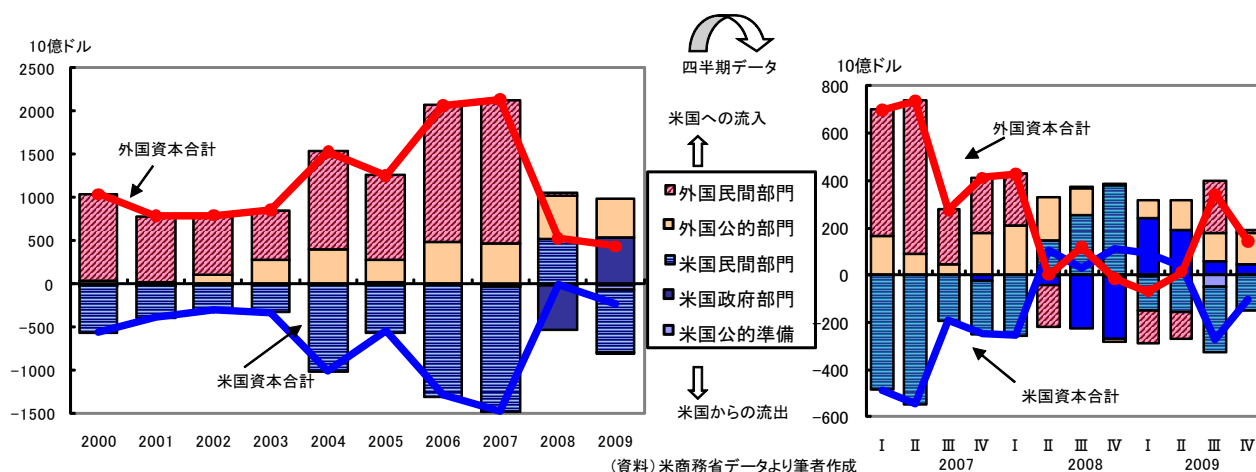 10億ドル
2500
2000
1500
1000
500
0
-500
-1000
-1500
2000 2001 2002 2003 2004 2005 2006 2007 2008 2009
外国資本合計
米国資本合計
四半期データ
米国への流入
外国民間部門
外国公的部門
米国民間部門
米国政府部門
米国公的準備
米国からの流出
10億ドル
800
600
400
200
0
-200
-400
-600
外国資本合計
米国資本合計
Ⅰ Ⅱ Ⅲ Ⅳ Ⅰ Ⅱ Ⅲ Ⅳ Ⅰ Ⅱ Ⅲ Ⅳ
2007 2008 2009
(資料)米商務省データより筆者作成